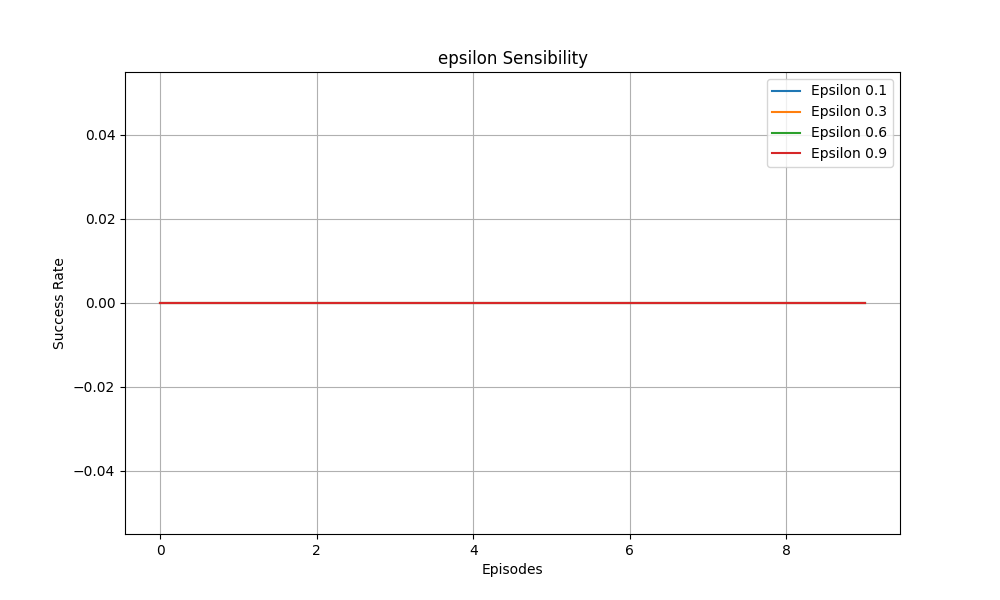 epsilon Sensibility
Epsilon 0.1
Epsilon 0.3
Epsilon 0.6
Epsilon 0.9
Success Rate
0.04
0.02
0.00
−0.02
−0.04
0 2 4 6 8
Episodes